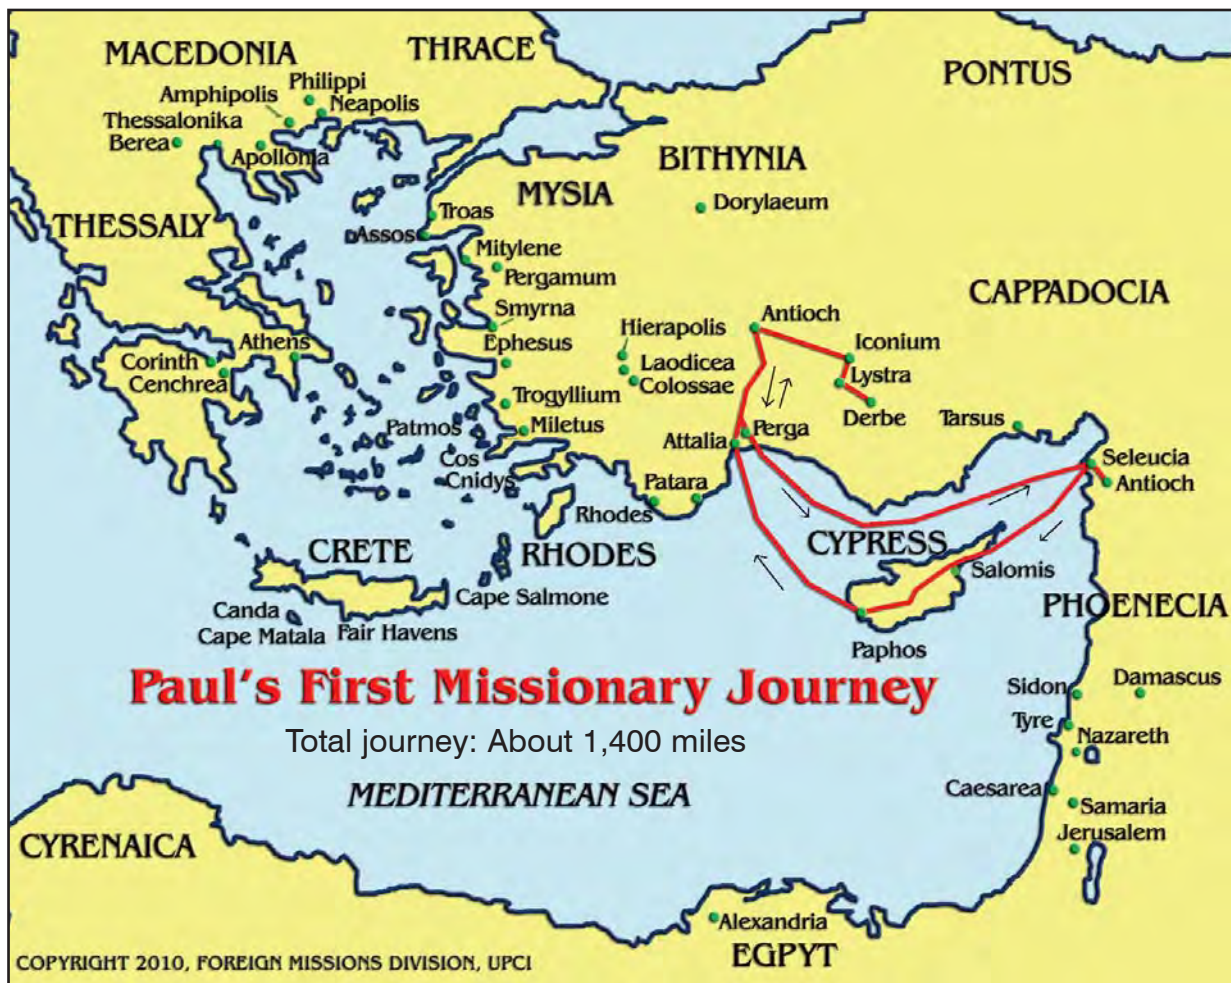 MACEDONIA
THRACE
PONTUS
Philippi
Amphipolis
Neapolis
Thessalonika
Berea
Apollonia
BITHYNIA
MYSIA
Dorylaeum
THESSALY
Troas
Assos
Mitylene
Pergamum
CAPPADOCIA
Smyrna
Antioch
Hierapolis
Iconium
Athens
Ephesus
Corinth
Laodicea
Lystra
Cenchrea
Colossae
Trogyllium
Derbe
Tarsus
Patmos
Miletus
Attalia
Perga
Cos
Seleucia
Cnidys
Patara
Antioch
Rhodes
CRETE
RHODES
CYPRESS
Salomis
Cape Salmone
Canda
PHOENECIA
Cape Matala
Fair Havens
Paphos
Paul's First Missionary Journey
Sidon
Damascus
Tyre
Total journey: About 1,400 miles
Nazareth
MEDITERRANEAN SEA
Caesarea
Samaria
CYRENAICA
Jerusalem
Alexandria
EGPYT
COPYRIGHT 2010, FOREIGN MISSIONS DIVISION, UPCI